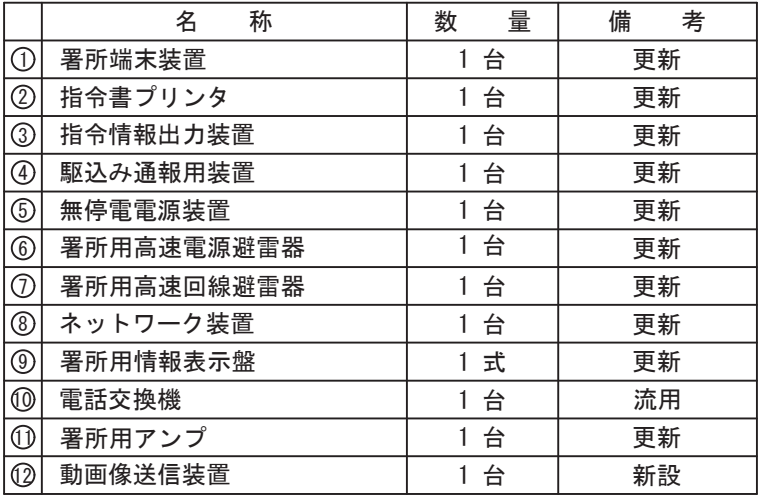 名　称 数　量 備　考
① 署所端末装置 1 台 更新
② 指令書プリンタ 1 台 更新
③ 指令情報出力装置 1 台 更新
④ 駆込み通報用装置 1 台 更新
⑤ 無停電電源装置 1 台 更新
⑥ 署所用高速電源避雷器 1 台 更新
⑦ 署所用高速回線避雷器 1 台 更新
⑧ ネットワーク装置 1 台 更新
⑨ 署所用情報表示盤 1 式 更新
⑩ 電話交換機 1 台 流用
⑪ 署所用アンプ 1 台 更新
⑫ 動画像送信装置 1 台 新設